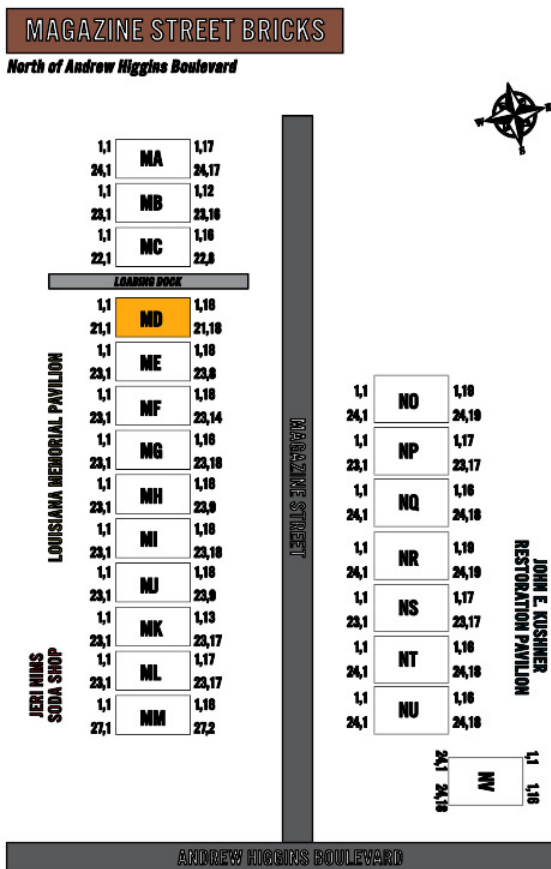 MAGAZINE STREET BRICKS
North of Andrew Higgins Boulevard
N
W
E
S
1,1 MA 1,17
24,1 24,17
1,1 MB 1,12
23,1 23,16
1,1 MC 1,16
22,1 22,8
LOADING DOCK
1,1 MD 1,18
21,1 21,18
1,1 ME 1,18
23,1 23,8
1,1 MF 1,18
23,1 23,14
1,1 MG 1,16
23,1 23,18
1,1 MH 1,18
23,1 23,9
1,1 MI 1,18
23,1 23,18
1,1 MJ 1,18
23,1 23,9
1,1 MK 1,13
23,1 23,17
1,1 ML 1,17
23,1 23,17
1,1 MM 1,18
27,1 27,2
LOUISIANA MEMORIAL PAVILION
JERI NIMS
SODA SHOP
MAGAZINE STREET
1,1 NO 1,19
24,1 24,19
1,1 NP 1,17
23,1 23,17
1,1 NQ 1,16
24,1 24,18
1,1 NR 1,19
24,1 24,19
1,1 NS 1,17
23,1 23,17
1,1 NT 1,16
24,1 24,18
1,1 NU 1,16
24,1 24,18
JOHN E. KUSHNER
RESTORATION PAVILION
1,1 NV 1,18
24,1 24,18
ANDREW HIGGINS BOULEVARD